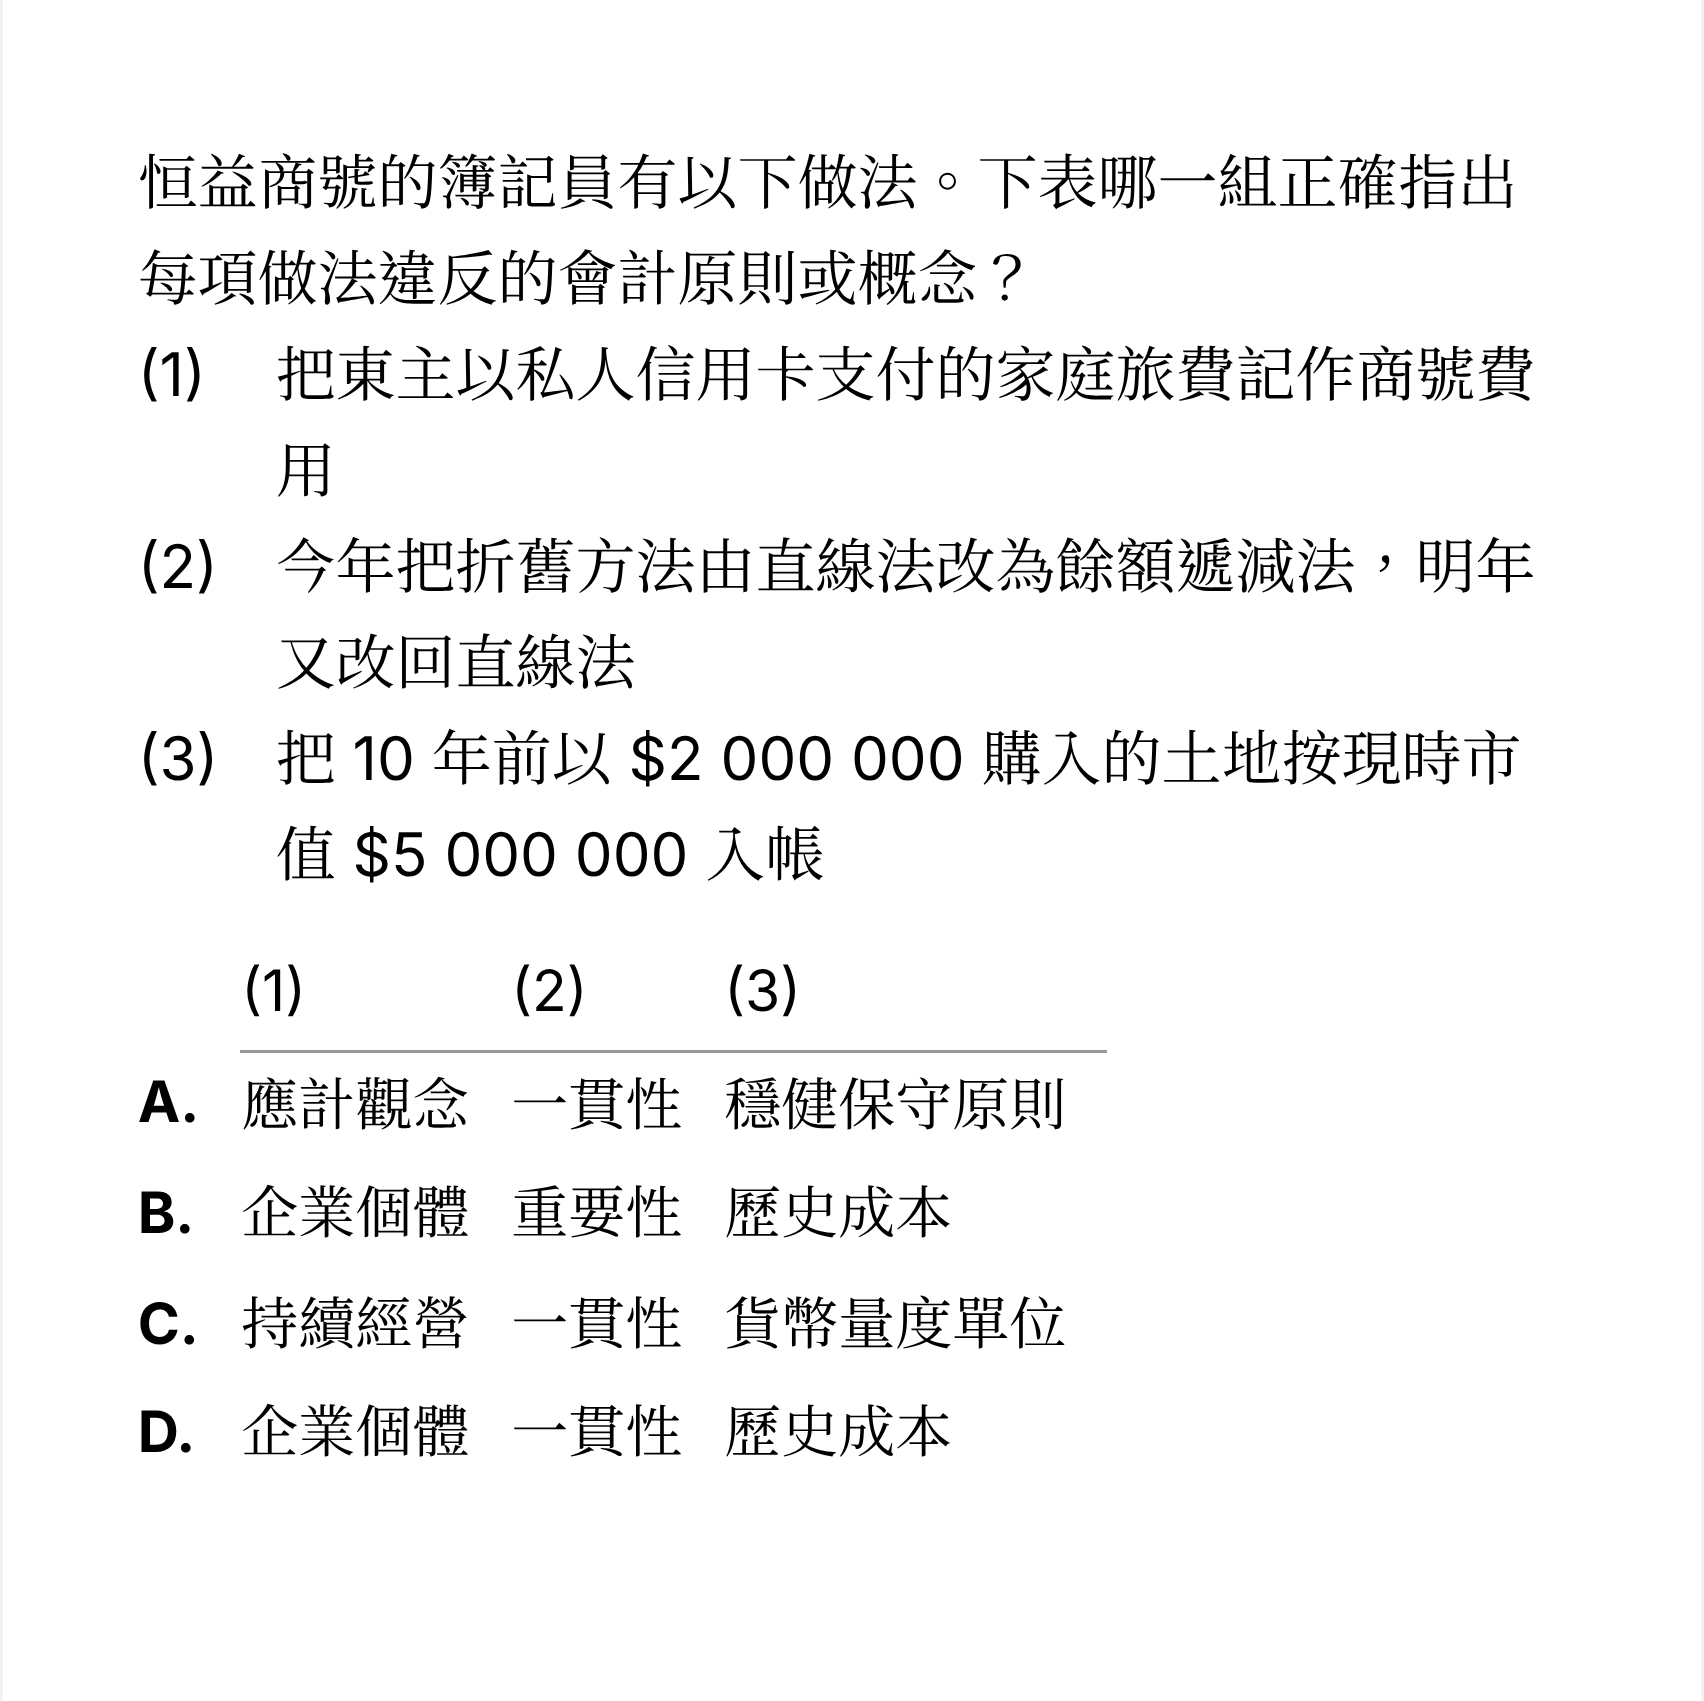 恒益商號的簿記員有以下做法。下表哪一組正確指出
每項做法違反的會計原則或概念？
(1) 把東主以私人信用卡支付的家庭旅費記作商號費
用
(2) 今年把折舊方法由直線法改為餘額遞減法，明年
又改回直線法
(3) 把 10 年前以 $2 000 000 購入的土地按現時市
值 $5 000 000 入帳
(1) (2) (3)
A. 應計觀念 一貫性 穩健保守原則
B. 企業個體 重要性 歷史成本
C. 持續經營 一貫性 貨幣量度單位
D. 企業個體 一貫性 歷史成本